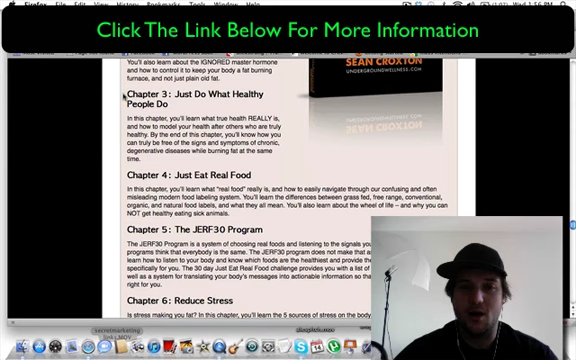 Firefox File Edit View History Bookmarks Tools Window Help
Click The Link Below For More Information
You'll also learn about the IGNORED master hormone
and how to control it to keep your body a fat burning
furnace, and not just plain old fat.
SEAN CROXTON
UNDERGROUNDWELLNESS.COM
Chapter 3: Just Do What Healthy
People Do
In this chapter, you'll learn what true health REALLY is,
and how to model your health after others who are truly
healthy. By the end of this chapter, you'll know how you
can truly be free of the signs and symptoms of chronic,
degenerative diseases while burning fat at the same
time.
Chapter 4: Just Eat Real Food
In this chapter, you'll learn what "real food" really is, and how to easily navigate through our confusing and often
misleading modern food labeling system. You'll learn the differences between grass fed, free range, conventional,
organic, and natural food labels, and what they all mean. You'll also learn about the wheel of life – and why you can
NOT get healthy eating sick animals.
Chapter 5: The JERF30 Program
The JERF30 Program is a system of choosing real foods and listening to the signals you
programs think that everybody is the same. The JERF30 program does not make that as
learn how to listen to your body and know which foods are the healthiest and provide the
specifically for you. The 30 day Just Eat Real Food challenge provides you with a list of
well as a system for translating your body's messages into actionable information so tha
right for you.
Chapter 6: Reduce Stress
Is stress making you fat? In this chapter, you'll learn the 5 sources of stress on the body
secretmarketing
links.MOV